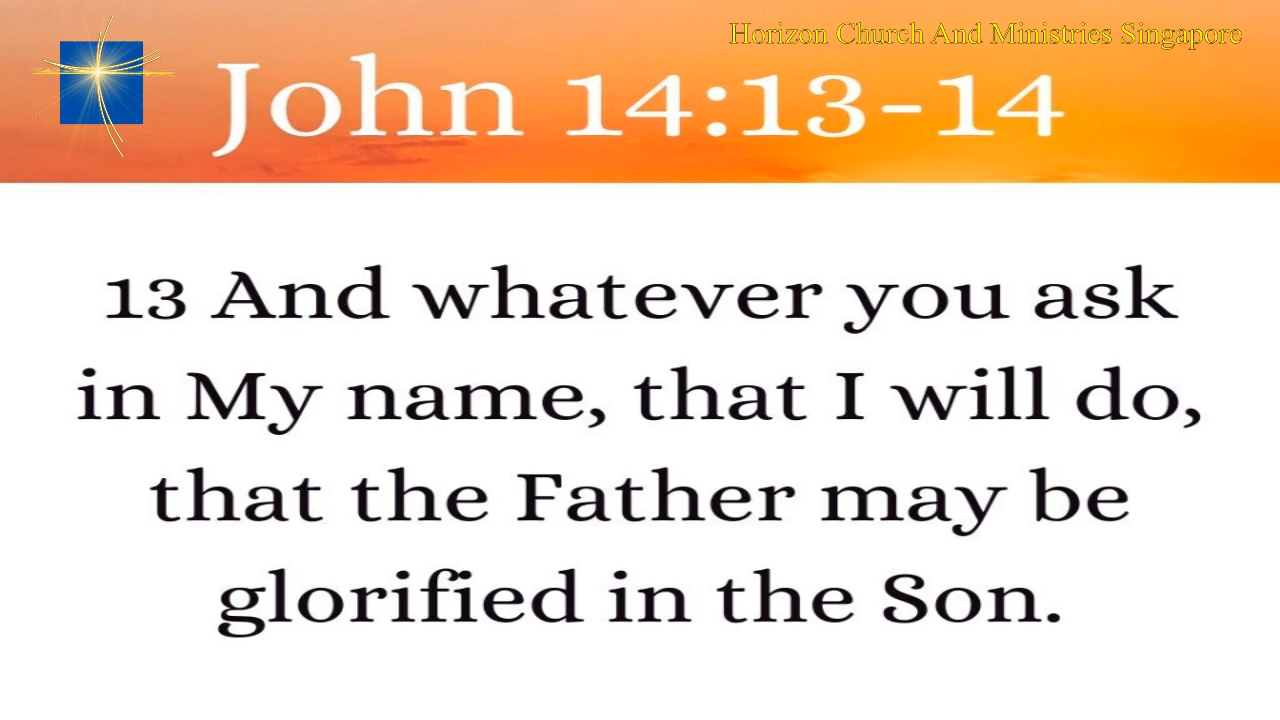 Horizon Church And Ministries Singapore
John 14:13-14
13 And whatever you ask
in My name, that I will do,
that the Father may be
glorified in the Son.